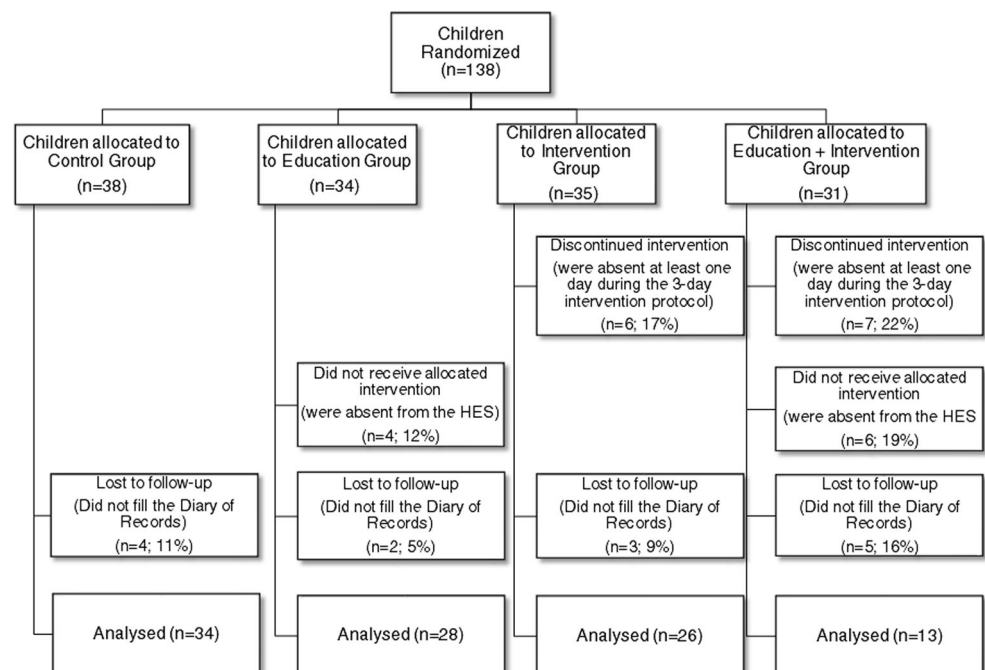 Children
Randomized
(n=138)
Children allocated to
Control Group
(n=38)
Children allocated
to Education Group
(n=34)
Children allocated
to Intervention
Group
(n=35)
Children allocated to
Education + Intervention
Group
(n=31)
Discontinued intervention
(were absent at least one
day during the 3-day
intervention protocol)
(n=6; 17%)
Discontinued intervention
(were absent at least one
day during the 3-day
intervention protocol)
(n=7; 22%)
Did not receive allocated
intervention
(were absent from the HES)
(n=4; 12%)
Did not receive allocated
intervention
(were absent from the HES
(n=6; 19%)
Lost to follow-up
(Did not fill the Diary of
Records)
(n=4; 11%)
Lost to follow-up
(Did not fill the Diary of
Records)
(n=2; 5%)
Lost to follow-up
(Did not fill the Diary of
Records)
(n=3; 9%)
Lost to follow-up
(Did not fill the Diary of
Records)
(n=5; 16%)
Analysed (n=34)
Analysed (n=28)
Analysed (n=26)
Analysed (n=13)